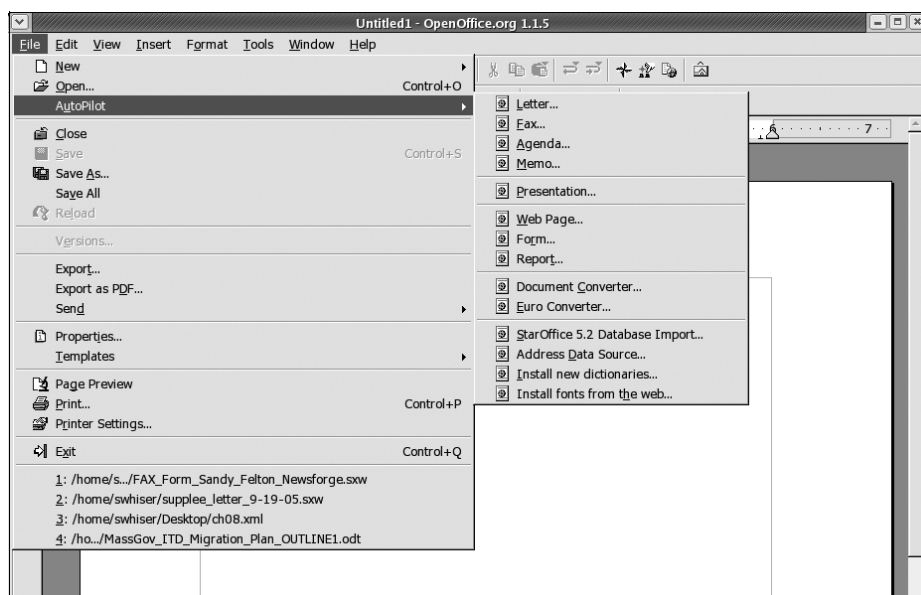 Untitled1 - OpenOffice.org 1.1.5
File Edit View Insert Format Tools Window Help
New
Open... Control+O
AutoPilot
Close
Save Control+S
Save As...
Save All
Reload
Versions...
Export...
Export as PDF...
Send
Properties...
Templates
Page Preview
Print... Control+P
Printer Settings...
Exit Control+Q
1: /home/s.../FAX_Form_Sandy_Felton_Newsforge.sxw
2: /home/swhiser/supplee_letter_9-19-05.sxw
3: /home/swhiser/Desktop/ch08.xml
4: /ho.../MassGov_ITD_Migration_Plan_OUTLINE1.odt
Letter...
Fax...
Agenda...
Memo...
Presentation...
Web Page...
Form...
Report...
Document Converter...
Euro Converter...
StarOffice 5.2 Database Import...
Address Data Source...
Install new dictionaries...
Install fonts from the web...
6 7